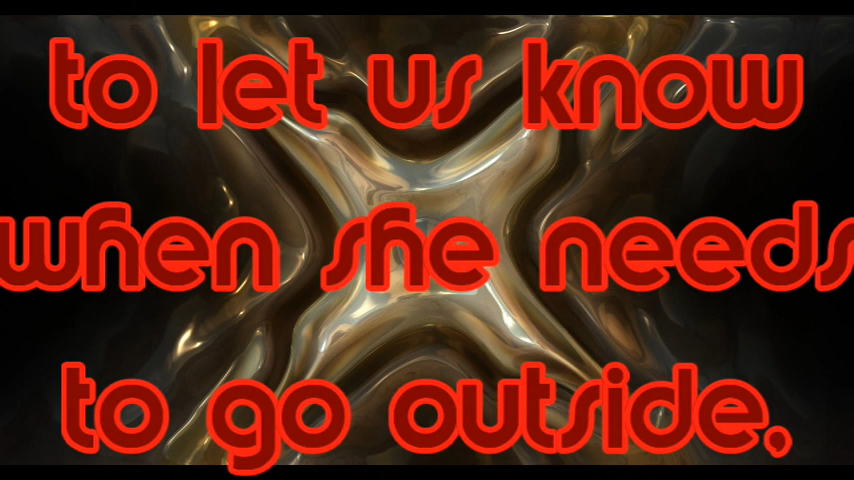 to let us know
when she needs
to go outside,